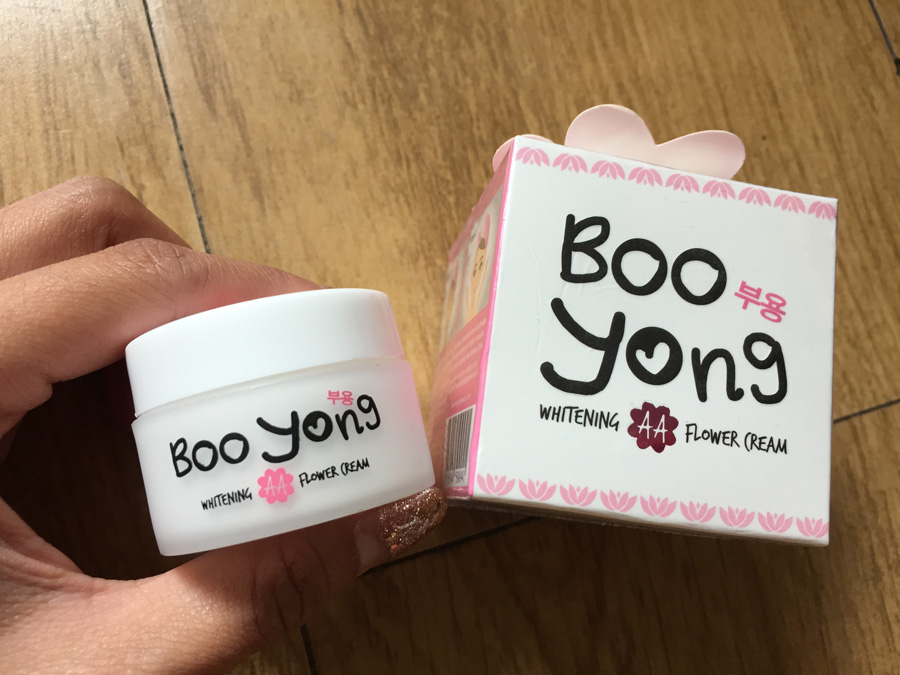 부용
Boo Yong
WHITENING AA FLOWER CREAM
Boo
부용
Yong
WHITENING AA FLOWER CREAM